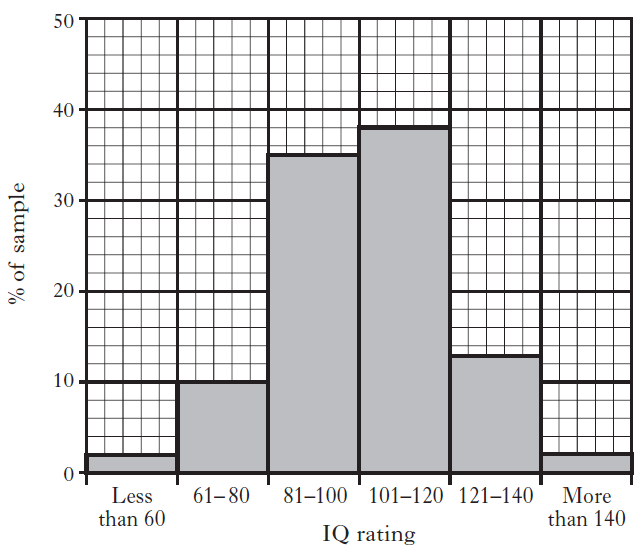 50
40
30
20
10
0
% of sample
Less than 60
61–80
81–100
101–120
121–140
More than 140
IQ rating